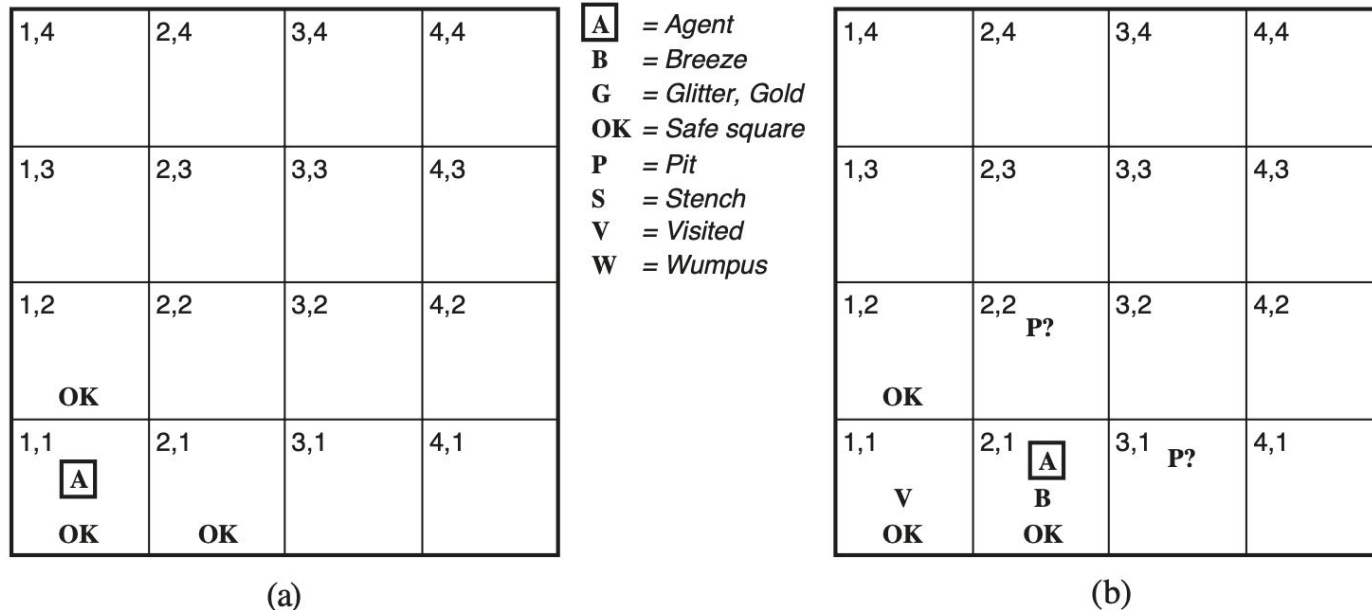 1,4 2,4 3,4 4,4
1,3 2,3 3,3 4,3
1,2 2,2 3,2 4,2
OK
1,1 2,1 3,1 4,1
A
OK OK
(a)
A = Agent
B = Breeze
G = Glitter, Gold
OK = Safe square
P = Pit
S = Stench
V = Visited
W = Wumpus
1,4 2,4 3,4 4,4
1,3 2,3 3,3 4,3
1,2 2,2 3,2 4,2
P?
OK
1,1 2,1 3,1 4,1
A P?
V B
OK OK
(b)